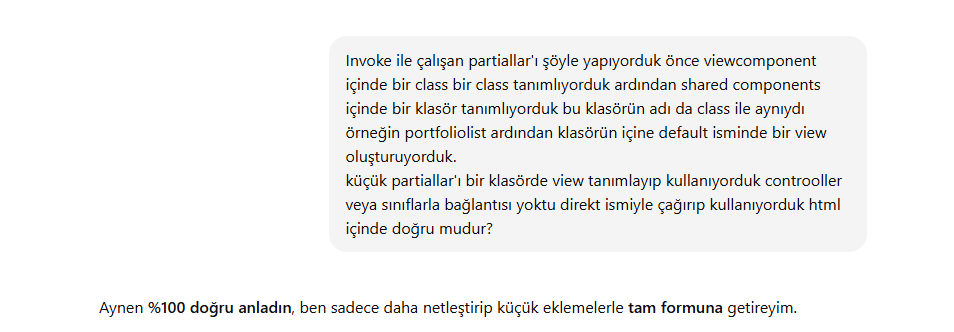 Invoke ile çalışan partiallar'ı şöyle yapıyorduk önce viewcomponent
içinde bir class bir class tanımlıyorduk ardından shared components
içinde bir klasör tanımlıyorduk bu klasörün adı da class ile aynıydı
örneğin portfoliolist ardından klasörün içine default isminde bir view
oluşturuyorduk.
küçük partiallar'ı bir klasörde view tanımlayıp kullanıyorduk controoller
veya sınıflarla bağlantısı yoktu direkt ismiyle çağırıp kullanıyorduk html
içinde doğru mudur?
Aynen %100 doğru anladın, ben sadece daha netleştirip küçük eklemelerle tam formuna getireyim.